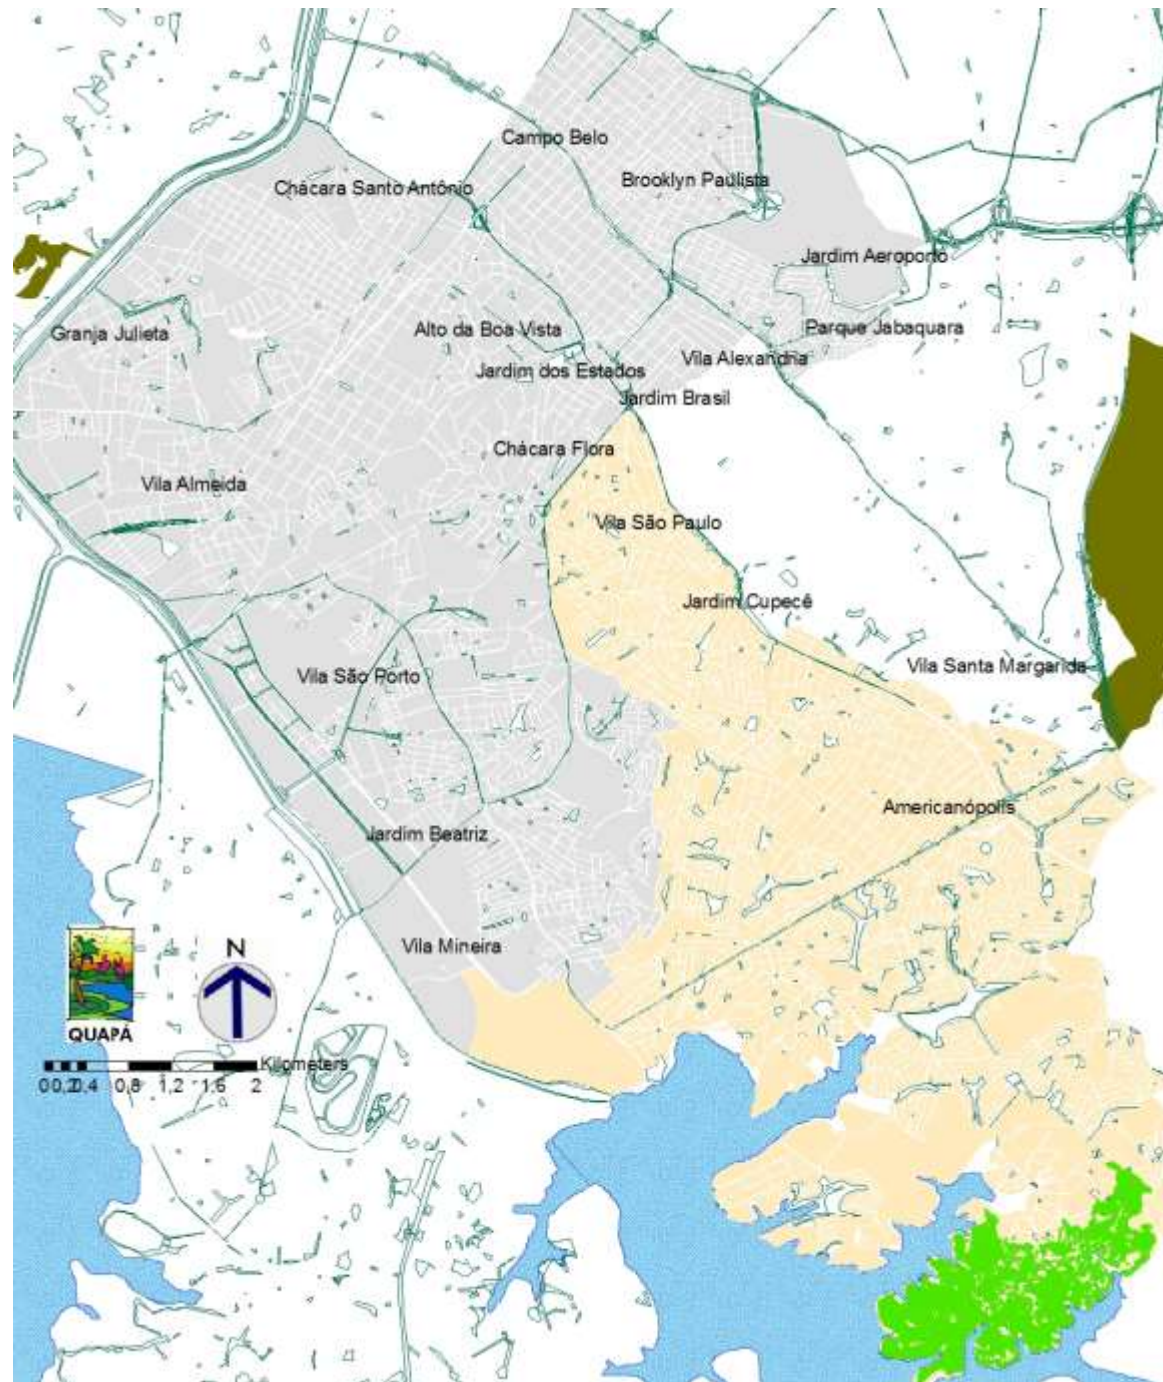 Campo Belo
Brooklyn Paulista
Chácara Santo Antônio
Jardim Aeroporto
Granja Julieta
Alto da Boa Vista
Parque Jabaquara
Vila Alexandria
Jardim dos Estados
Jardim Brasil
Chácara Flora
Vila Almeida
Vila São Paulo
Jardim Cupecê
Vila São Porto
Vila Santa Margarida
Americanópolis
Jardim Beatriz
Vila Mineira
N
QUAPÁ
Kilometers
0 0,2 0,4 0,8 1,2 1,6 2